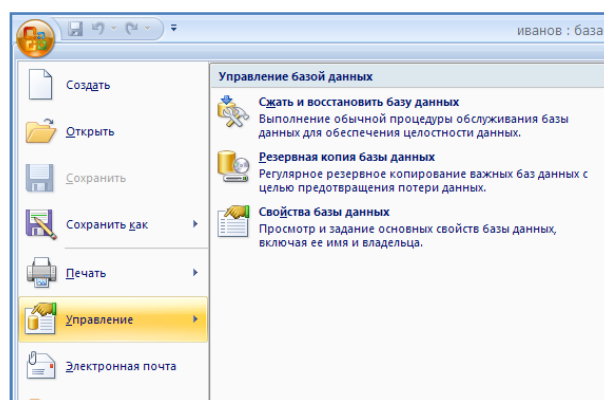 иванов : база
Создать
Открыть
Сохранить
Сохранить как
Печать
Управление
Электронная почта
Управление базой данных
Сжать и восстановить базу данных
Выполнение обычной процедуры обслуживания базы
данных для обеспечения целостности данных.
Резервная копия базы данных
Регулярное резервное копирование важных баз данных с
целью предотвращения потери данных.
Свойства базы данных
Просмотр и задание основных свойств базы данных,
включая ее имя и владельца.